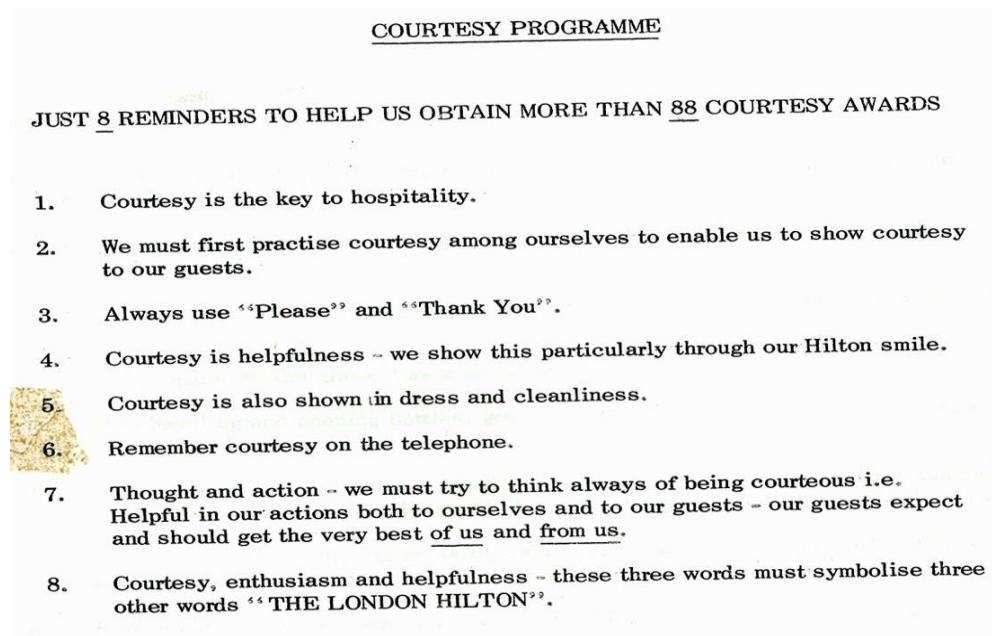 COURTESY PROGRAMME
JUST 8 REMINDERS TO HELP US OBTAIN MORE THAN 88 COURTESY AWARDS
1. Courtesy is the key to hospitality.
2. We must first practise courtesy among ourselves to enable us to show courtesy
to our guests.
3. Always use “Please” and “Thank You”.
4. Courtesy is helpfulness - we show this particularly through our Hilton smile.
5. Courtesy is also shown in dress and cleanliness.
6. Remember courtesy on the telephone.
7. Thought and action - we must try to think always of being courteous i.e.
Helpful in our actions both to ourselves and to our guests - our guests expect
and should get the very best of us and from us.
8. Courtesy, enthusiasm and helpfulness - these three words must symbolise three
other words “THE LONDON HILTON”.